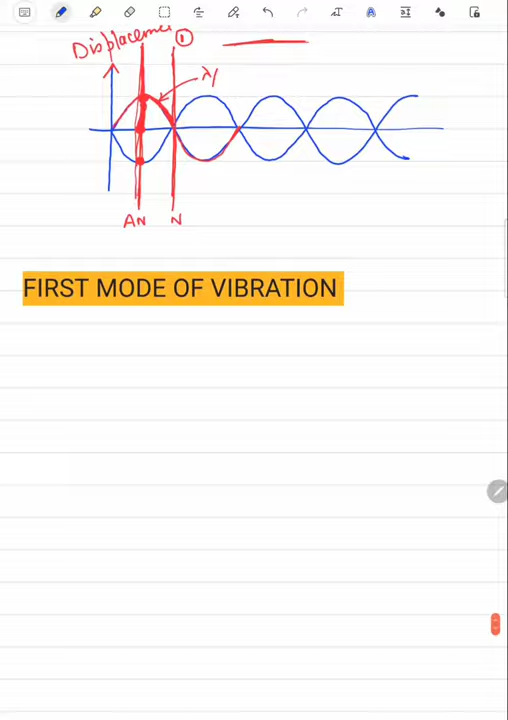 Displacement ①
λ/
AN N
FIRST MODE OF VIBRATION